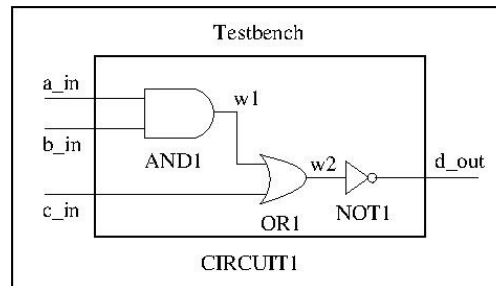 Testbench
a_in
w1
b_in
AND1
w2
d_out
c_in
OR1
NOT1
CIRCUIT1